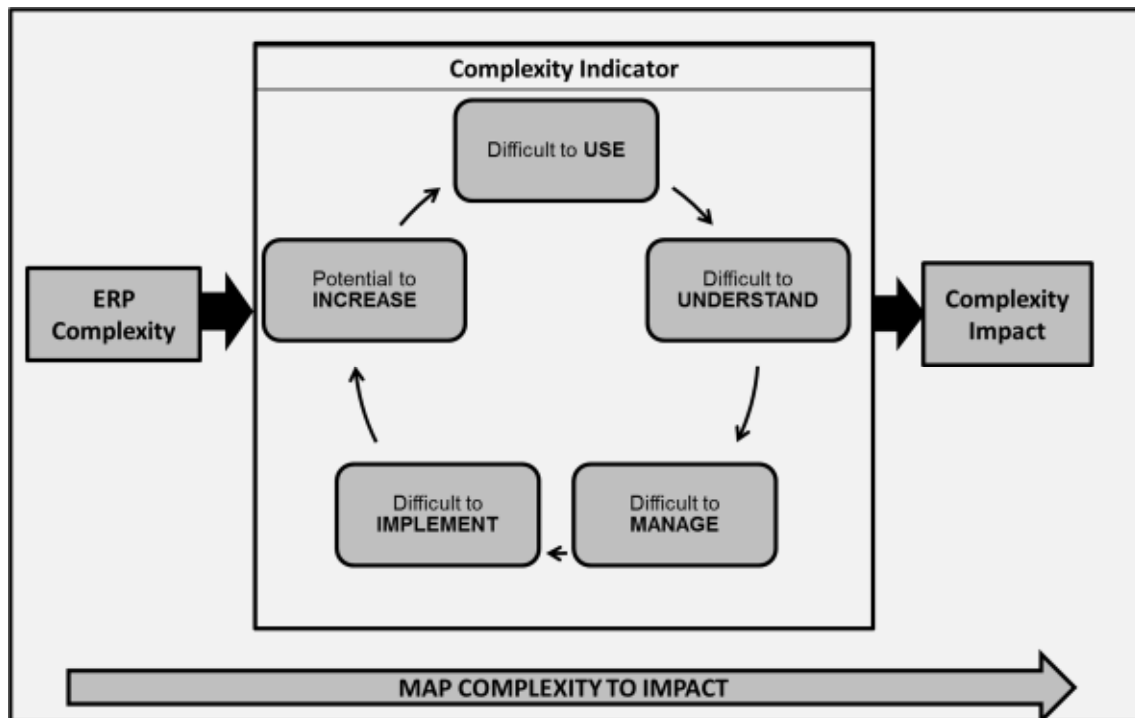 Complexity Indicator
Difficult to USE
Potential to
INCREASE
Difficult to
UNDERSTAND
ERP
Complexity
Complexity
Impact
Difficult to
IMPLEMENT
Difficult to
MANAGE
MAP COMPLEXITY TO IMPACT